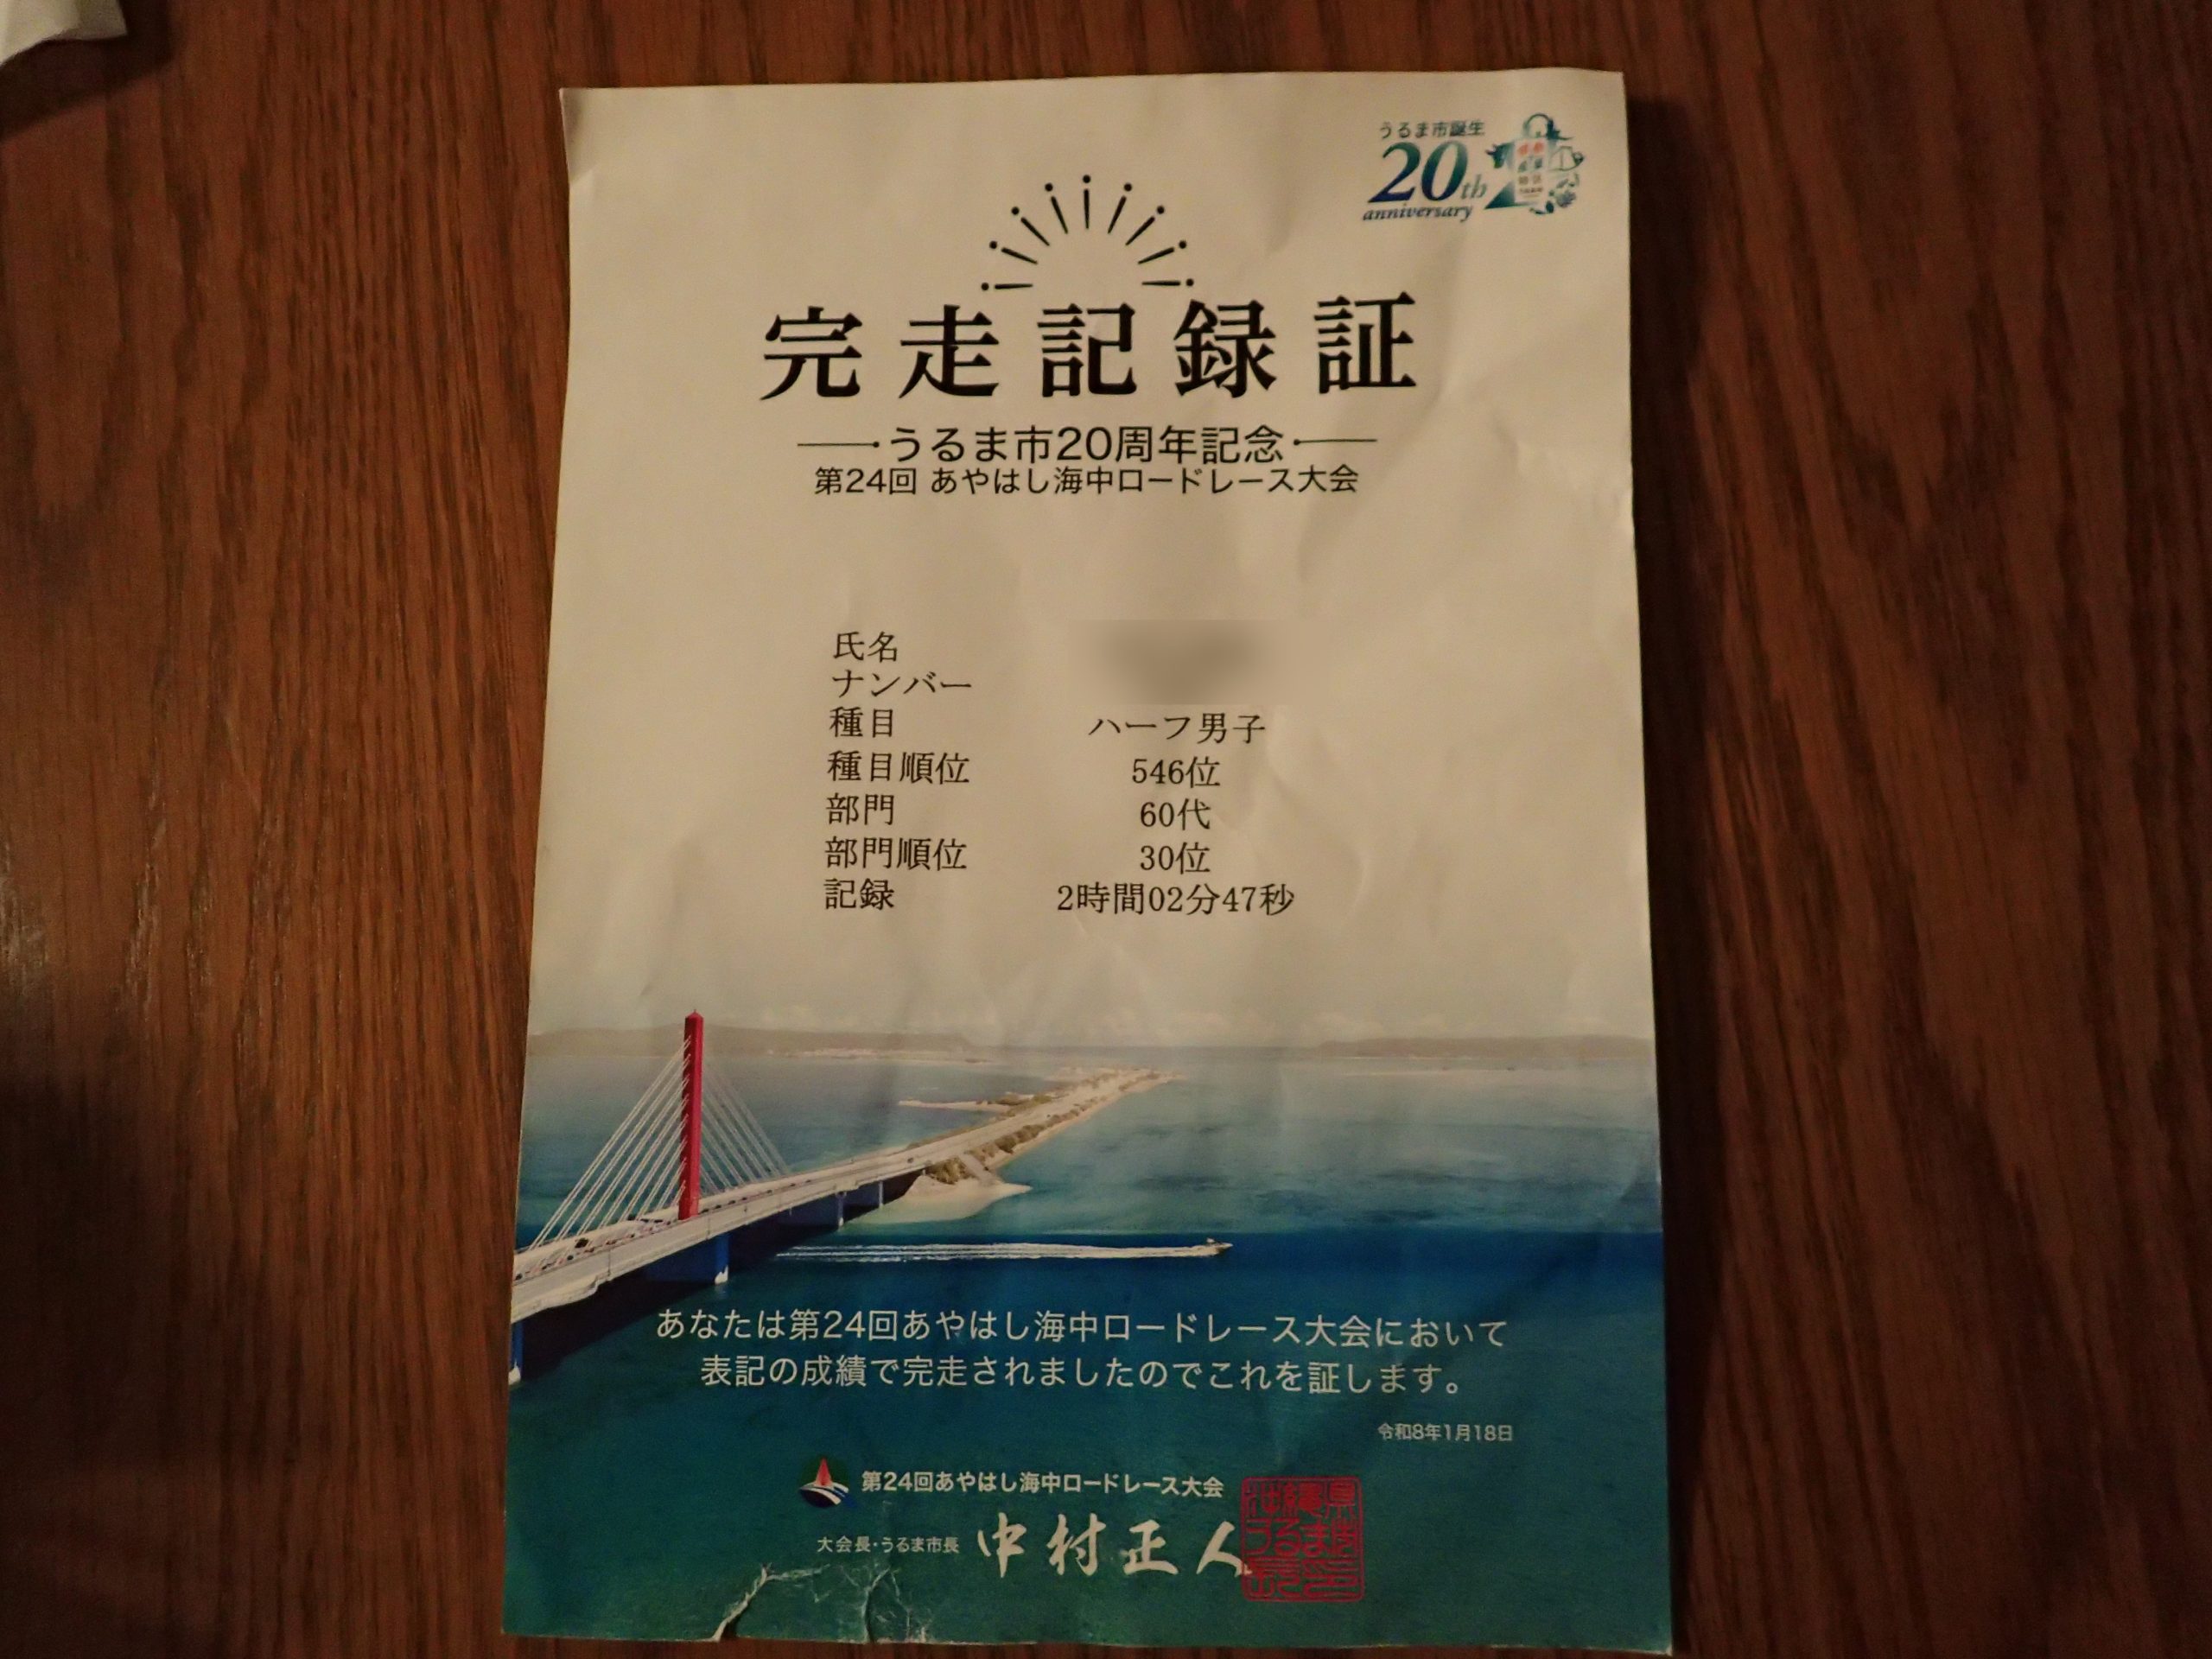 うるま市誕生
20th
anniversary
完走記録証
うるま市20周年記念
第24回 あやはし海中ロードレース大会
氏名
ナンバー
種目 ハーフ男子
種目順位 546位
部門 60代
部門順位 30位
記録 2時間02分47秒
あなたは第24回あやはし海中ロードレース大会において
表記の成績で完走されましたのでこれを証します。
令和8年1月18日
第24回あやはし海中ロードレース大会
大会長・うるま市長 中村正人